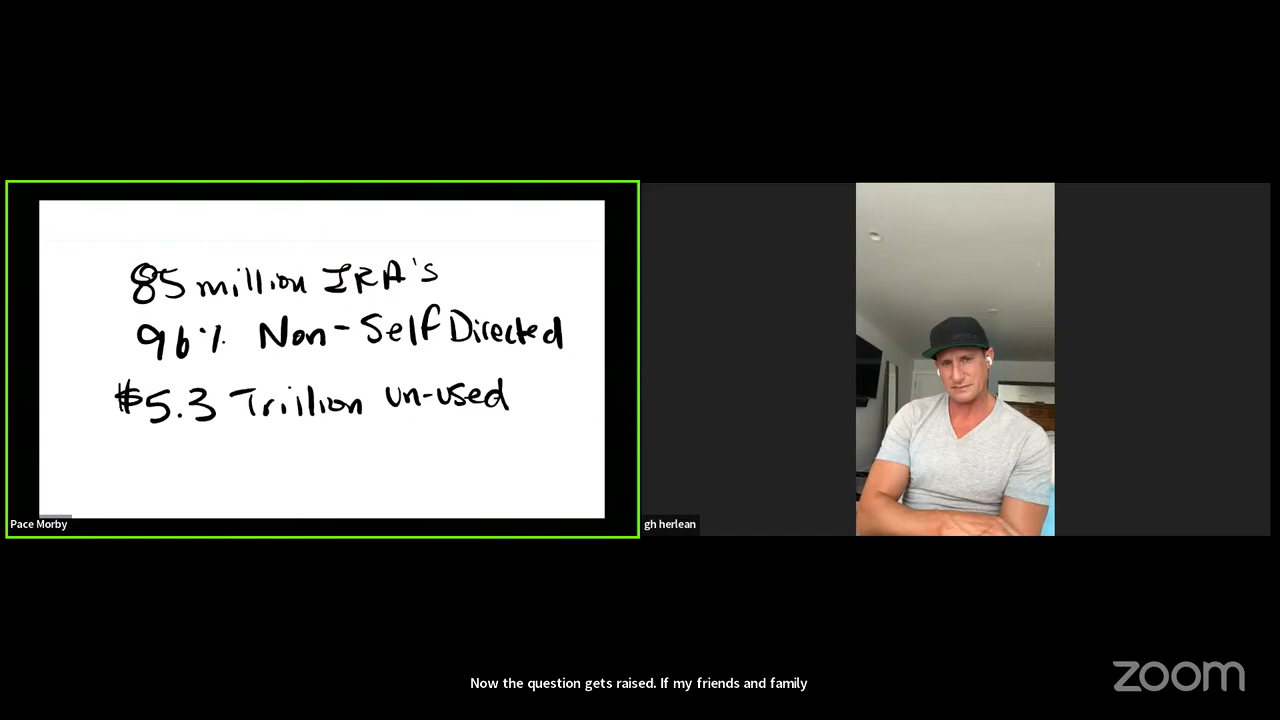 85 million IRA's
96% Non-Self Directed
$5.3 Trillion un-used
Pace Morby
gh herlean
Now the question gets raised. If my friends and family
zoom